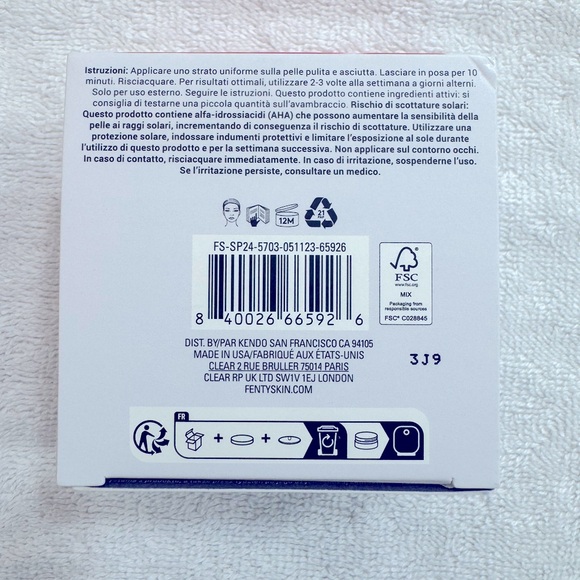 Istruzioni: Applicare uno strato uniforme sulla pelle pulita e asciutta. Lasciare in posa per 10
minuti. Risciacquare. Per risultati ottimali, utilizzare 2-3 volte alla settimana a giorni alterni.
Solo per uso esterno. Seguire le istruzioni. Questo prodotto contiene ingredienti attivi: si
consiglia di testarne una piccola quantità sull'avambraccio. Rischio di scottature solari:
Questo prodotto contiene alfa-idrossiacidi (AHA) che possono aumentare la sensibilità della
pelle ai raggi solari, incrementando di conseguenza il rischio di scottature. Utilizzare una
protezione solare, indossare indumenti protettivi e limitare l'esposizione al sole durante
l'utilizzo di questo prodotto e per la settimana successiva. Non applicare sul contorno occhi.
In caso di contatto, risciacquare immediatamente. In caso di irritazione, sospenderne l'uso.
Se l'irritazione persiste, consultare un medico.
12M
21
FS-SP24-5703-051123-65926
8 40026 66592 6
FSC
www.fsc.org
MIX
Packaging from
responsible sources
FSC® C028845
DIST. BY/PAR KENDO SAN FRANCISCO CA 94105
MADE IN USA/FABRIQUÉ AUX ÉTATS-UNIS
CLEAR 2 RUE BRULLER 75014 PARIS
CLEAR RP UK LTD SW1V 1EJ LONDON
FENTYSKIN.COM
3J9
FR